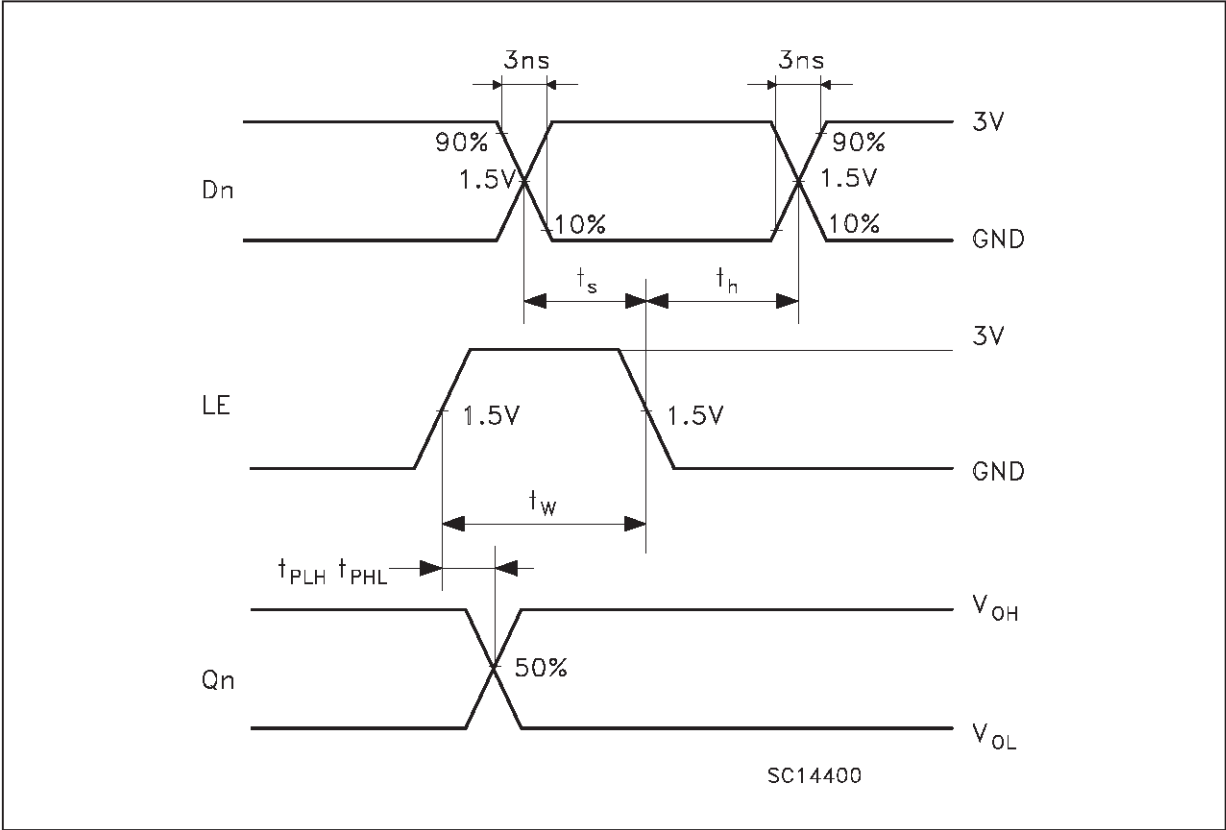 3ns 3ns
3V
90% 90%
1.5V 1.5V
Dn
10% 10%
GND
ts th
3V
LE
1.5V 1.5V
GND
tW
tPLH tPHL
VOH
50%
Qn
VOL
SC14400